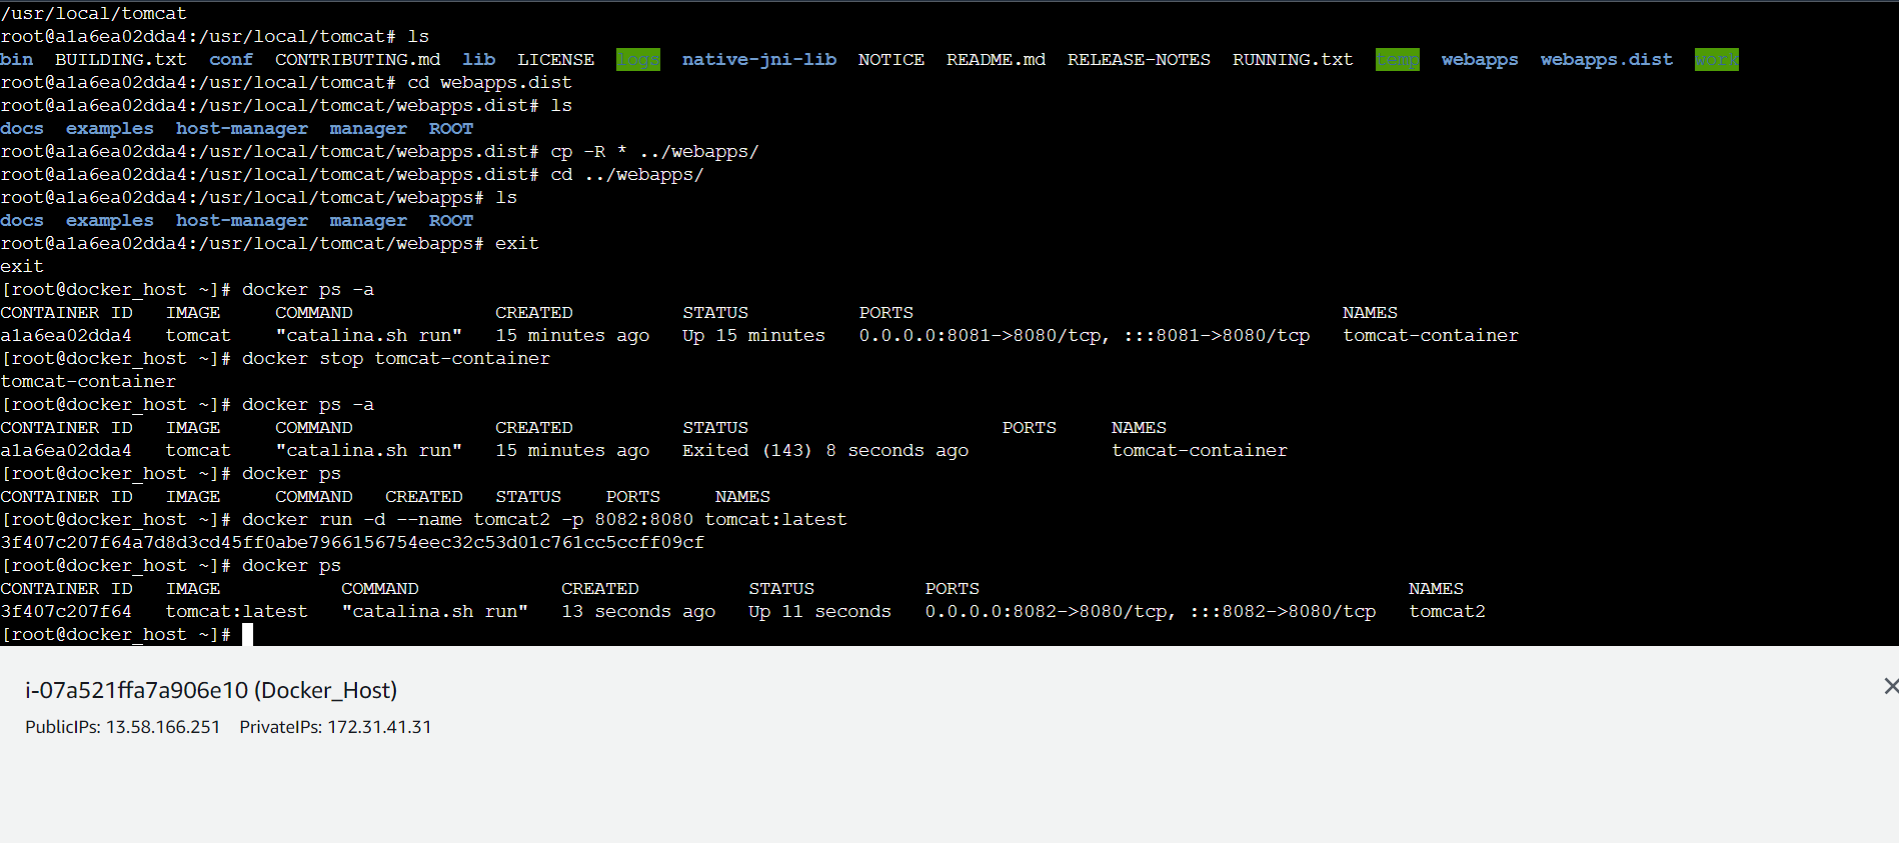 /usr/local/tomcat
root@a1a6ea02dda4:/usr/local/tomcat# ls
bin  BUILDING.txt  conf  CONTRIBUTING.md  lib  LICENSE  logs  native-jni-lib  NOTICE  README.md  RELEASE-NOTES  RUNNING.txt  temp  webapps  webapps.dist  work
root@a1a6ea02dda4:/usr/local/tomcat# cd webapps.dist
root@a1a6ea02dda4:/usr/local/tomcat/webapps.dist# ls
docs  examples  host-manager  manager  ROOT
root@a1a6ea02dda4:/usr/local/tomcat/webapps.dist# cp -R * ../webapps/
root@a1a6ea02dda4:/usr/local/tomcat/webapps.dist# cd ../webapps/
root@a1a6ea02dda4:/usr/local/tomcat/webapps# ls
docs  examples  host-manager  manager  ROOT
root@a1a6ea02dda4:/usr/local/tomcat/webapps# exit
exit
[root@docker_host ~]# docker ps -a
CONTAINER ID   IMAGE     COMMAND             CREATED          STATUS          PORTS                                       NAMES
a1a6ea02dda4   tomcat    "catalina.sh run"   15 minutes ago   Up 15 minutes   0.0.0.0:8081->8080/tcp, :::8081->8080/tcp   tomcat-container
[root@docker_host ~]# docker stop tomcat-container
tomcat-container
[root@docker_host ~]# docker ps -a
CONTAINER ID   IMAGE     COMMAND             CREATED          STATUS                       PORTS     NAMES
a1a6ea02dda4   tomcat    "catalina.sh run"   15 minutes ago   Exited (143) 8 seconds ago             tomcat-container
[root@docker_host ~]# docker ps
CONTAINER ID   IMAGE     COMMAND   CREATED   STATUS    PORTS     NAMES
[root@docker_host ~]# docker run -d --name tomcat2 -p 8082:8080 tomcat:latest
3f407c207f64a7d8d3cd45ff0abe7966156754eec32c53d01c761cc5ccff09cf
[root@docker_host ~]# docker ps
CONTAINER ID   IMAGE           COMMAND             CREATED          STATUS          PORTS                                       NAMES
3f407c207f64   tomcat:latest   "catalina.sh run"   13 seconds ago   Up 11 seconds   0.0.0.0:8082->8080/tcp, :::8082->8080/tcp   tomcat2
[root@docker_host ~]#
i-07a521ffa7a906e10 (Docker_Host)
PublicIPs: 13.58.166.251   PrivateIPs: 172.31.41.31